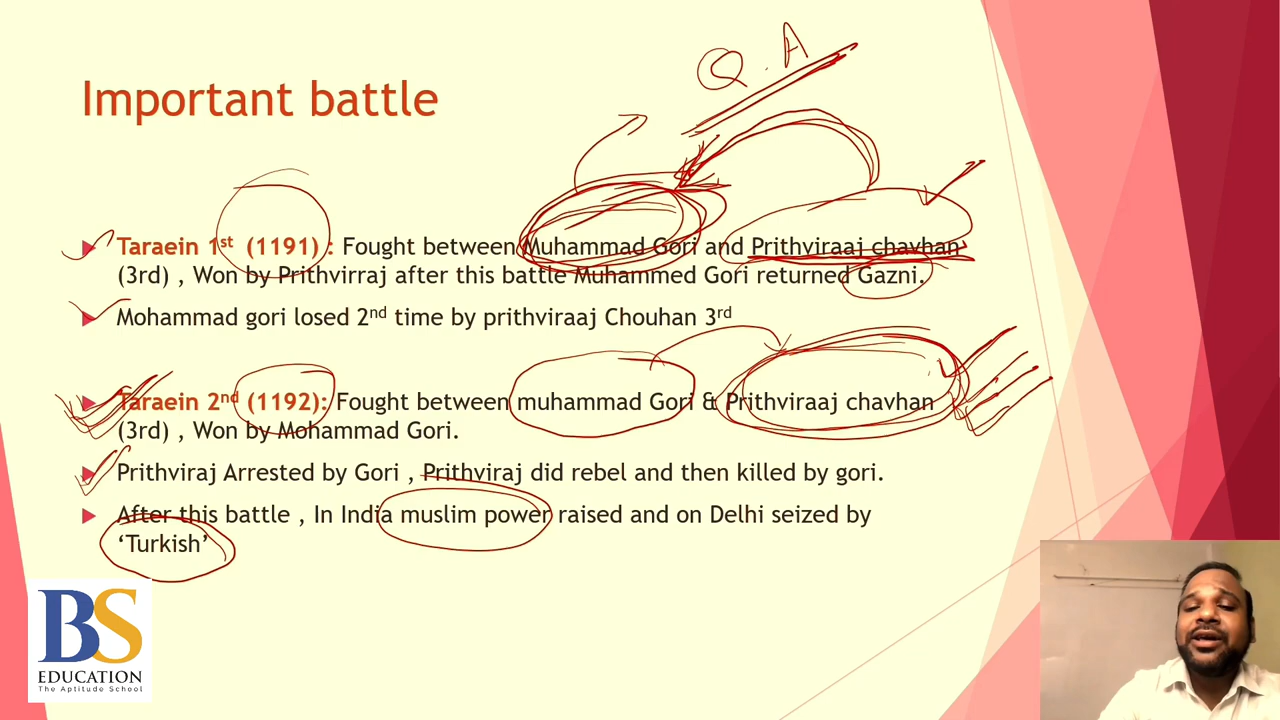 Q.A
Important battle
Taraein 1st (1191) : Fought between Muhammad Gori and Prithviraaj chavhan
(3rd) , Won by Prithvirraj after this battle Muhammed Gori returned Gazni.
Mohammad gori losed 2nd time by prithviraaj Chouhan 3rd
Taraein 2nd (1192): Fought between muhammad Gori & Prithviraaj chavhan
(3rd) , Won by Mohammad Gori.
Prithviraj Arrested by Gori , Prithviraj did rebel and then killed by gori.
After this battle , In India muslim power raised and on Delhi seized by
‘Turkish’
BS
EDUCATION
The Aptitude School